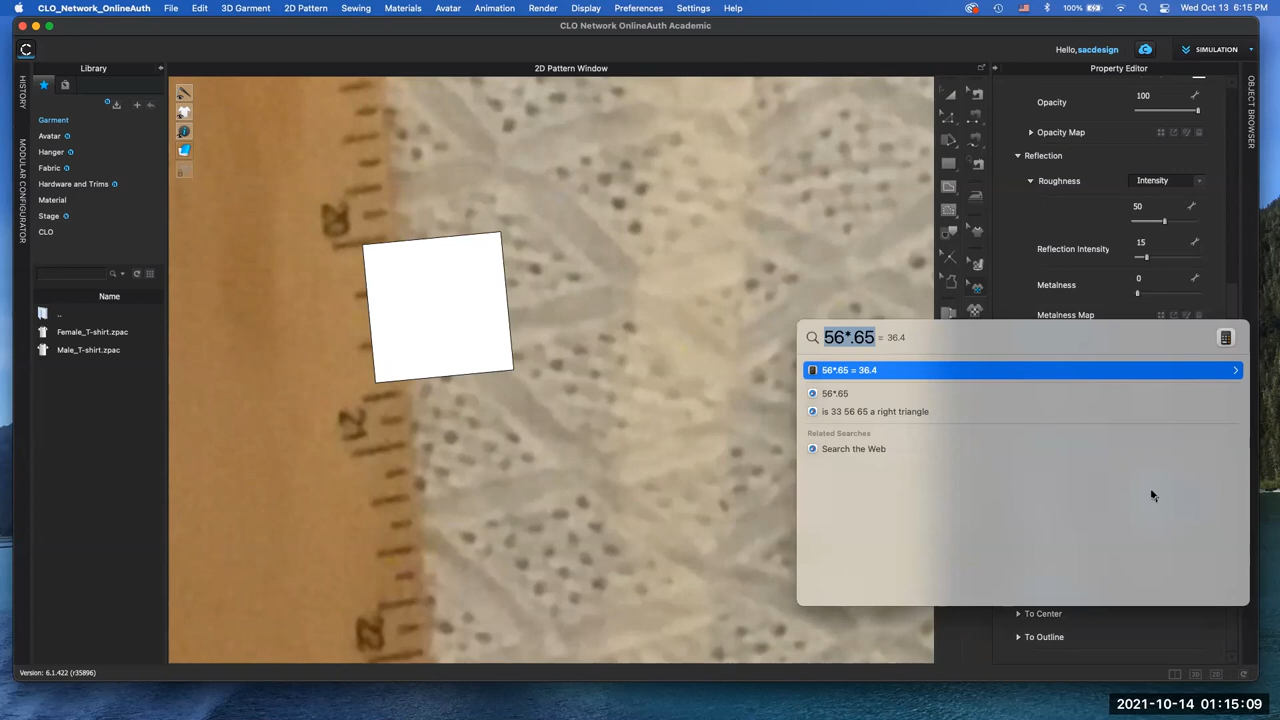 CLO_Network_OnlineAuth File Edit 3D Garment 2D Pattern Sewing Materials Avatar Animation Render Display Preferences Settings Help 100% Wed Oct 13 6:15 PM
CLO Network OnlineAuth Academic
Hello, sacdesign SIMULATION
Library
2D Pattern Window
Property Editor
HISTORY
MODULAR CONFIGURATOR
OBJECT BROWSER
Garment
Avatar
Hanger
Fabric
Hardware and Trims
Material
Stage
CLO
Name
..
Female_T-shirt.zpac
Male_T-shirt.zpac
20
21
22
Opacity 100
Opacity Map
Reflection
Roughness Intensity
50
Reflection Intensity 15
Metalness 0
Metalness Map
56*.65 = 36.4
56*.65 = 36.4
56*.65
is 33 56 65 a right triangle
Related Searches
Search the Web
To Center
To Outline
Version: 6.1.422 (r35896)
3D 2D
2021-10-14 01:15:09